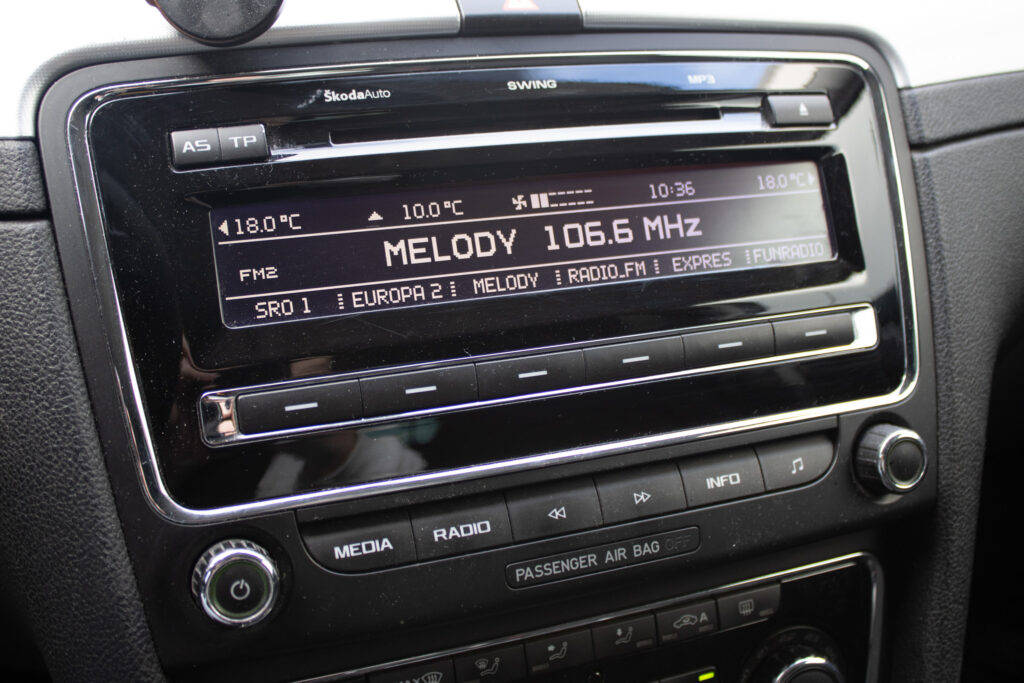 ŠkodaAuto SWING MP3
AS TP
18.0°C 10.0°C 10:36 18.0°C
MELODY 106.6 MHz
FM2
SRO 1 EUROPA 2 MELODY RADIO_FM EXPRES FUNRADIO
MEDIA RADIO INFO
PASSENGER AIR BAG OFF
A